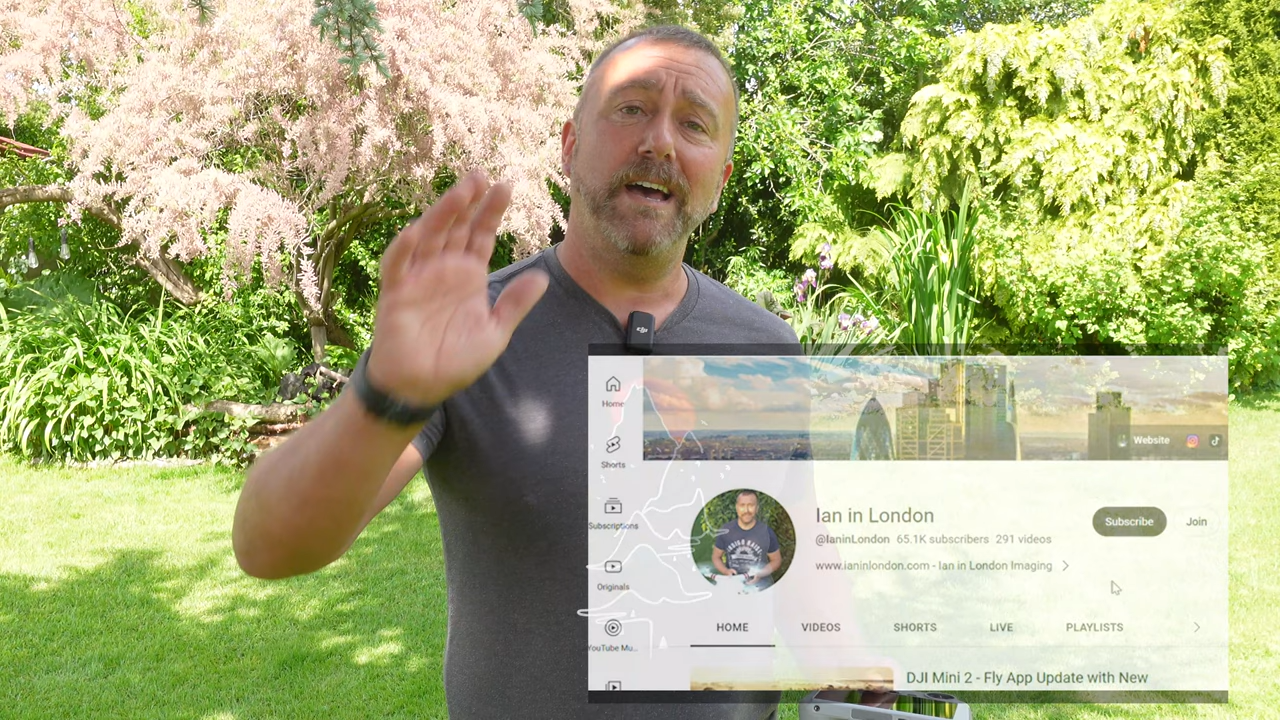 dji
Home
Website
Shorts
Ian in London
Subscribe
Join
@IaninLondon 65.1K subscribers 291 videos
Subscriptions
www.ianinlondon.com - Ian in London Imaging
Originals
HOME
VIDEOS
SHORTS
LIVE
PLAYLISTS
YouTube Mu...
DJI Mini 2 - Fly App Update with New